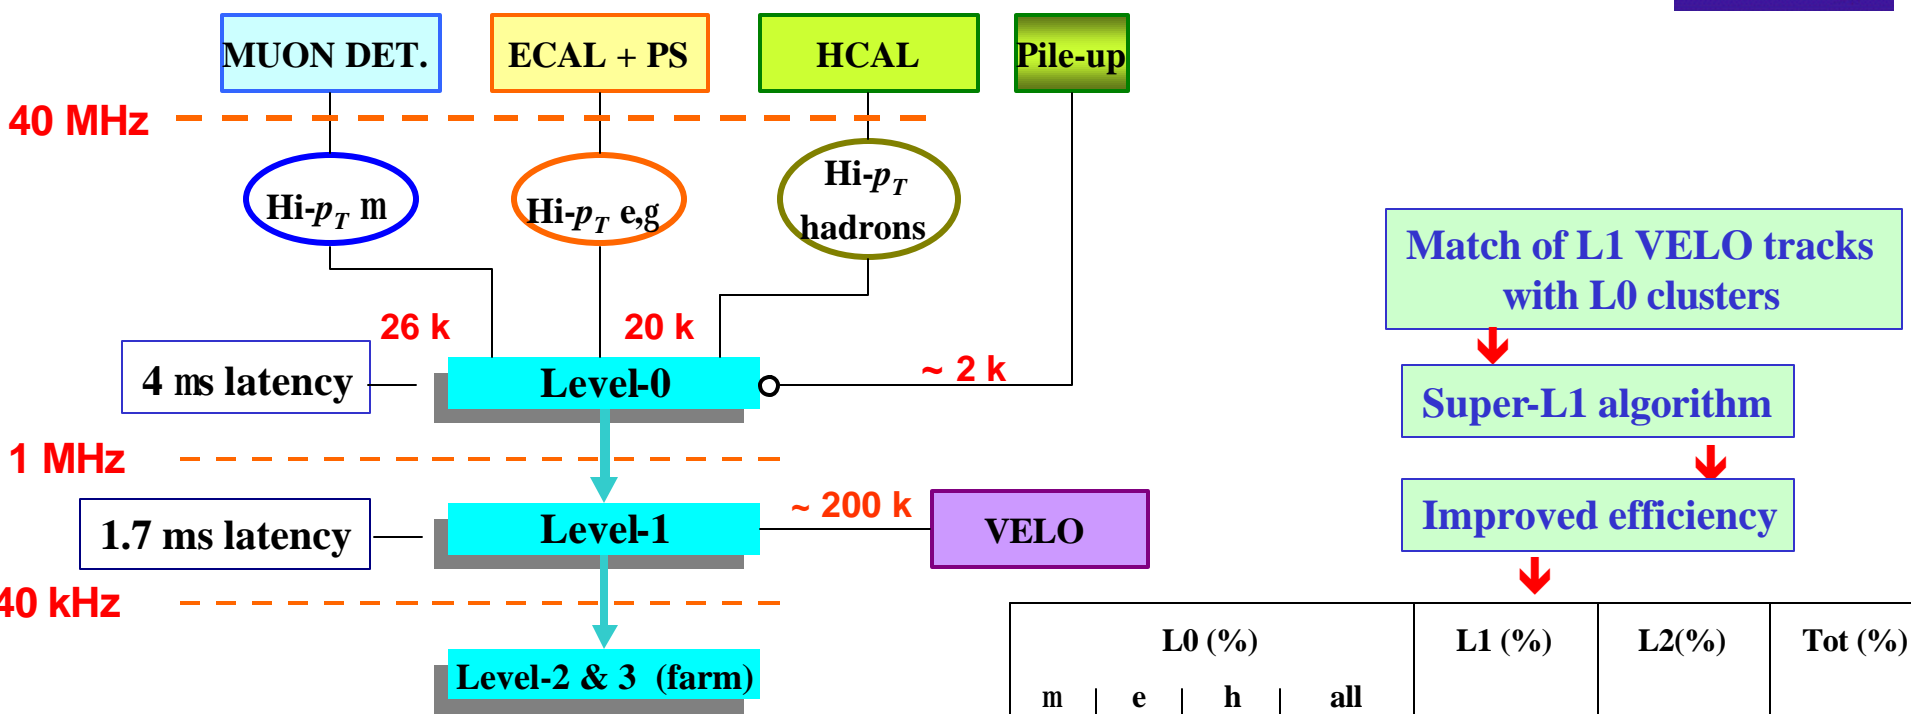 MUON DET.
ECAL + PS
HCAL
Pile-up
40 MHz
Hi-pT m
Hi-pT e,g
Hi-pT
hadrons
26 k
20 k
~ 2 k
4 ms latency
Level-0
1 MHz
1.7 ms latency
Level-1
~ 200 k
VELO
40 kHz
Level-2 & 3 (farm)
Match of L1 VELO tracks
with L0 clusters
Super-L1 algorithm
Improved efficiency
L0 (%) L1 (%) L2(%) Tot (%)
m e h all